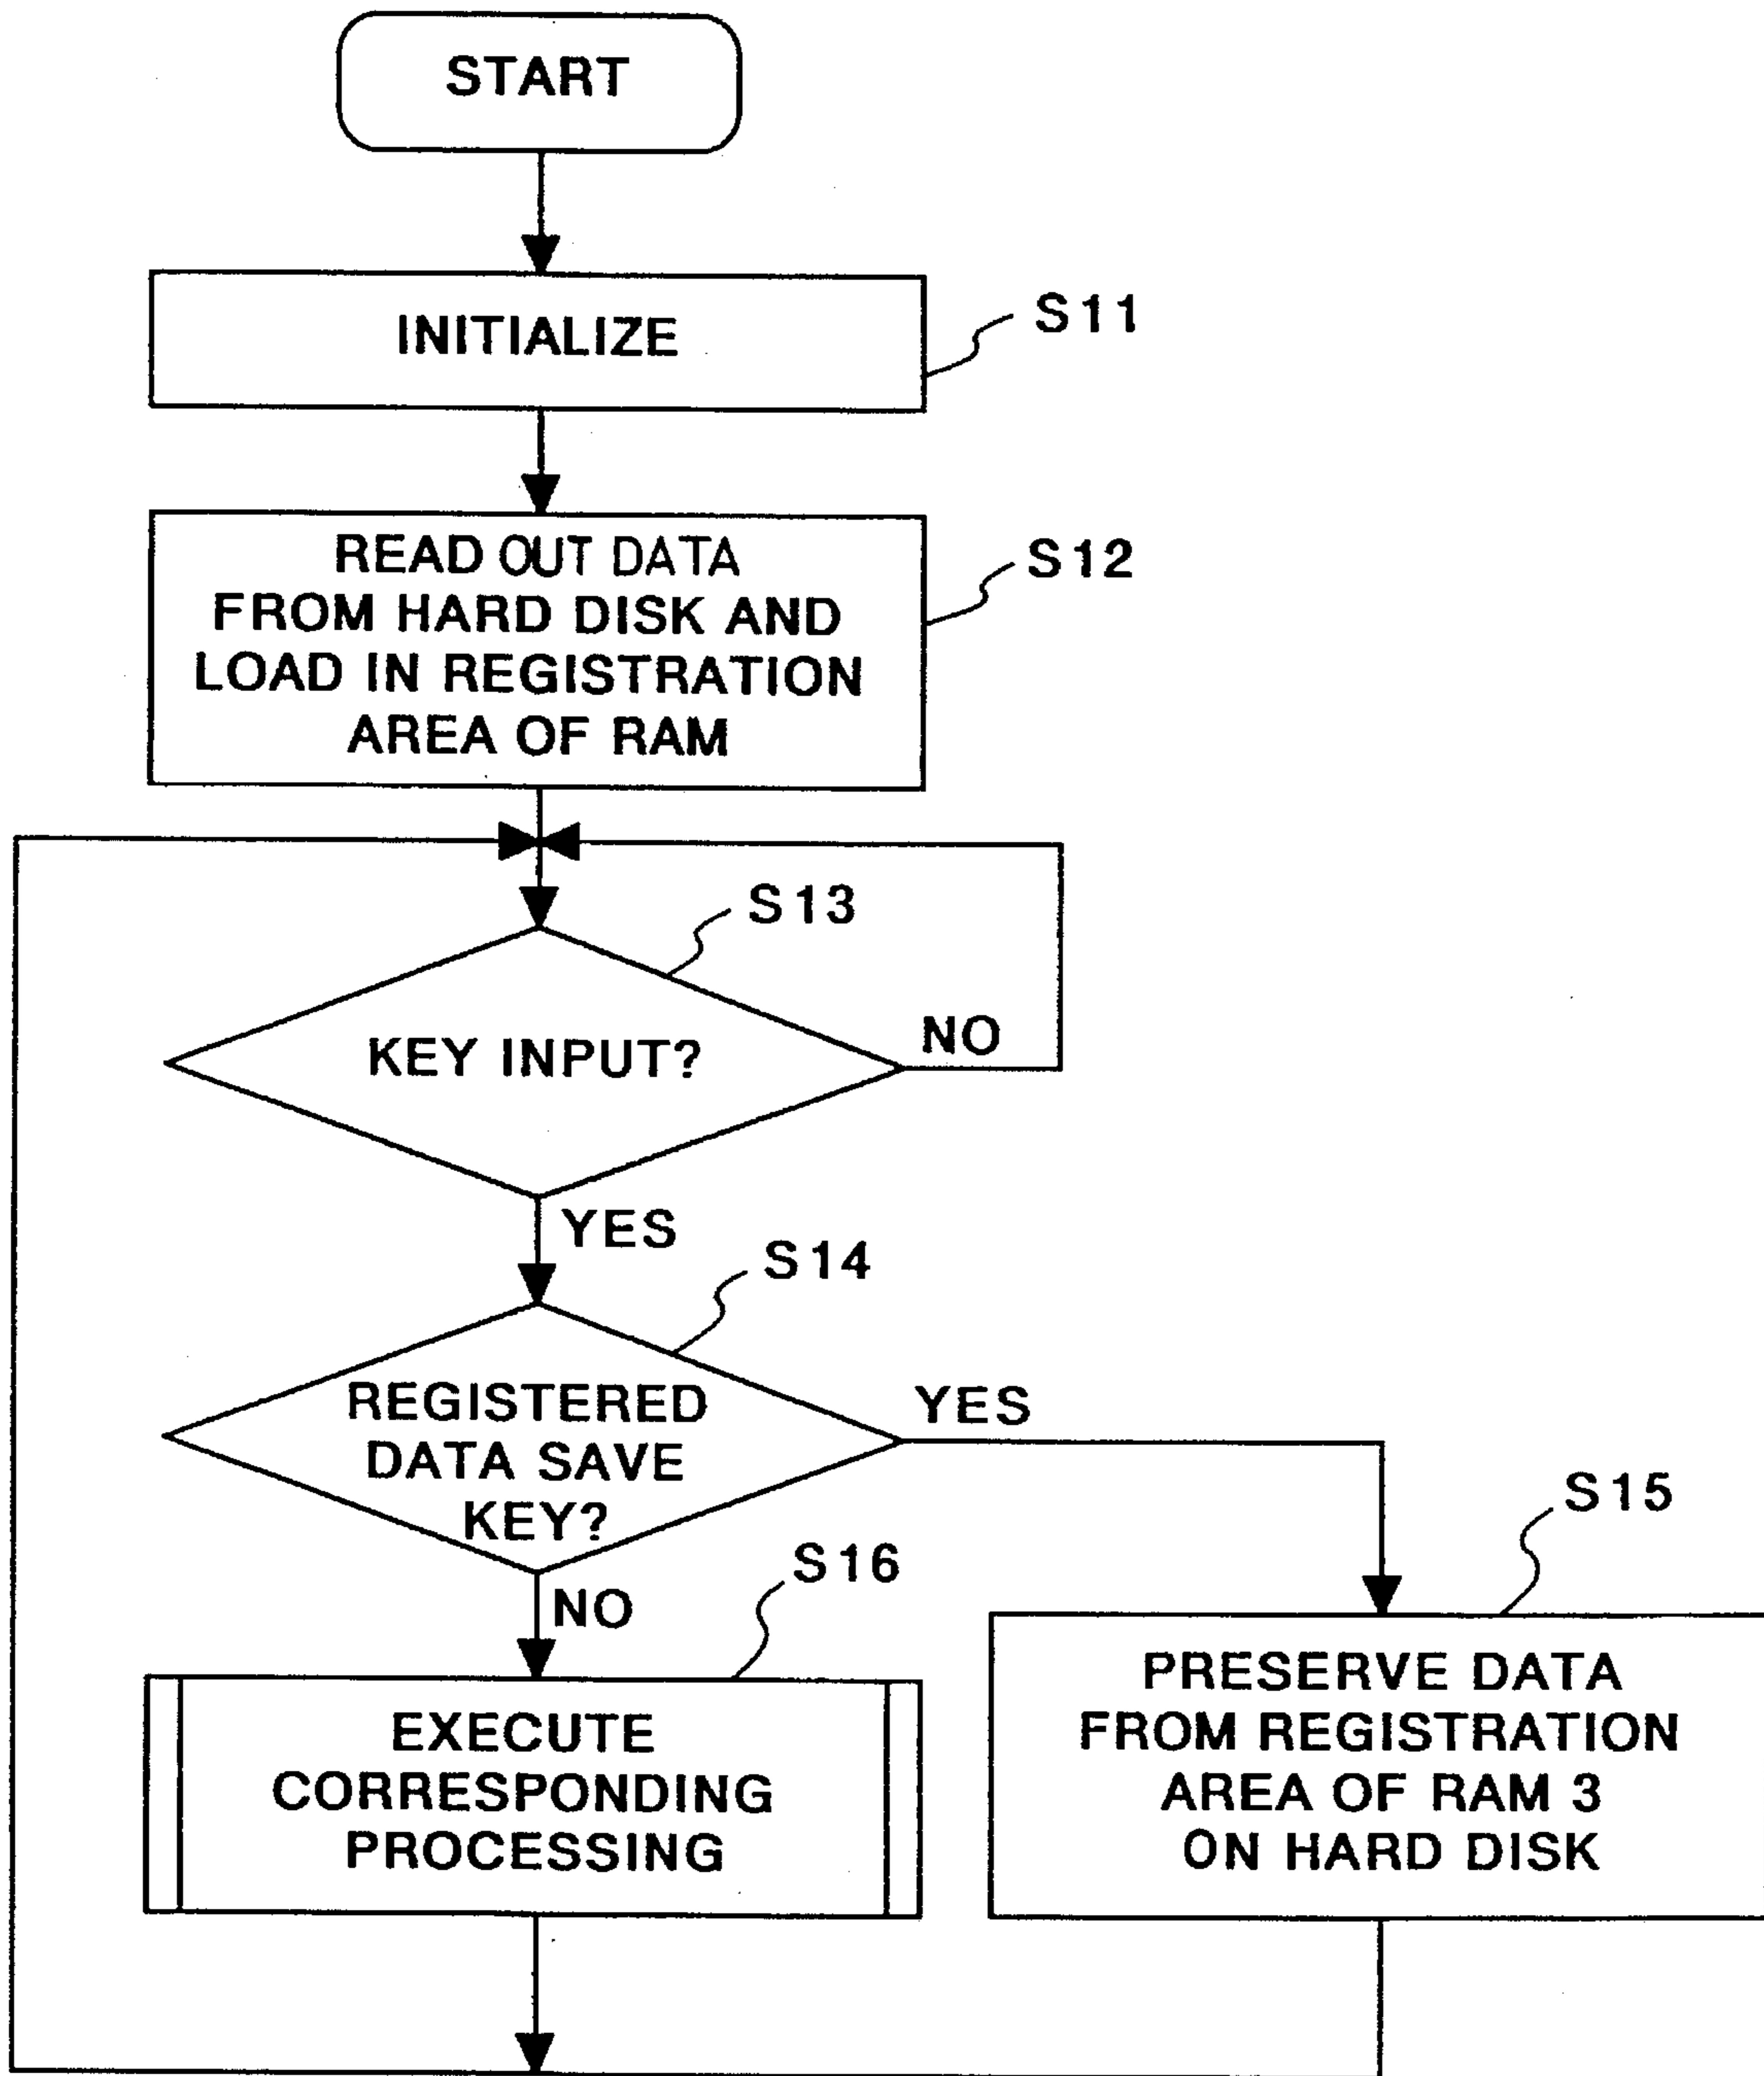 START
INITIALIZE
S11
READ OUT DATA
FROM HARD DISK AND
LOAD IN REGISTRATION
AREA OF RAM
S12
S13
KEY INPUT?
NO
YES
S14
REGISTERED
DATA SAVE
KEY?
YES
NO
S16
EXECUTE
CORRESPONDING
PROCESSING
S15
PRESERVE DATA
FROM REGISTRATION
AREA OF RAM 3
ON HARD DISK